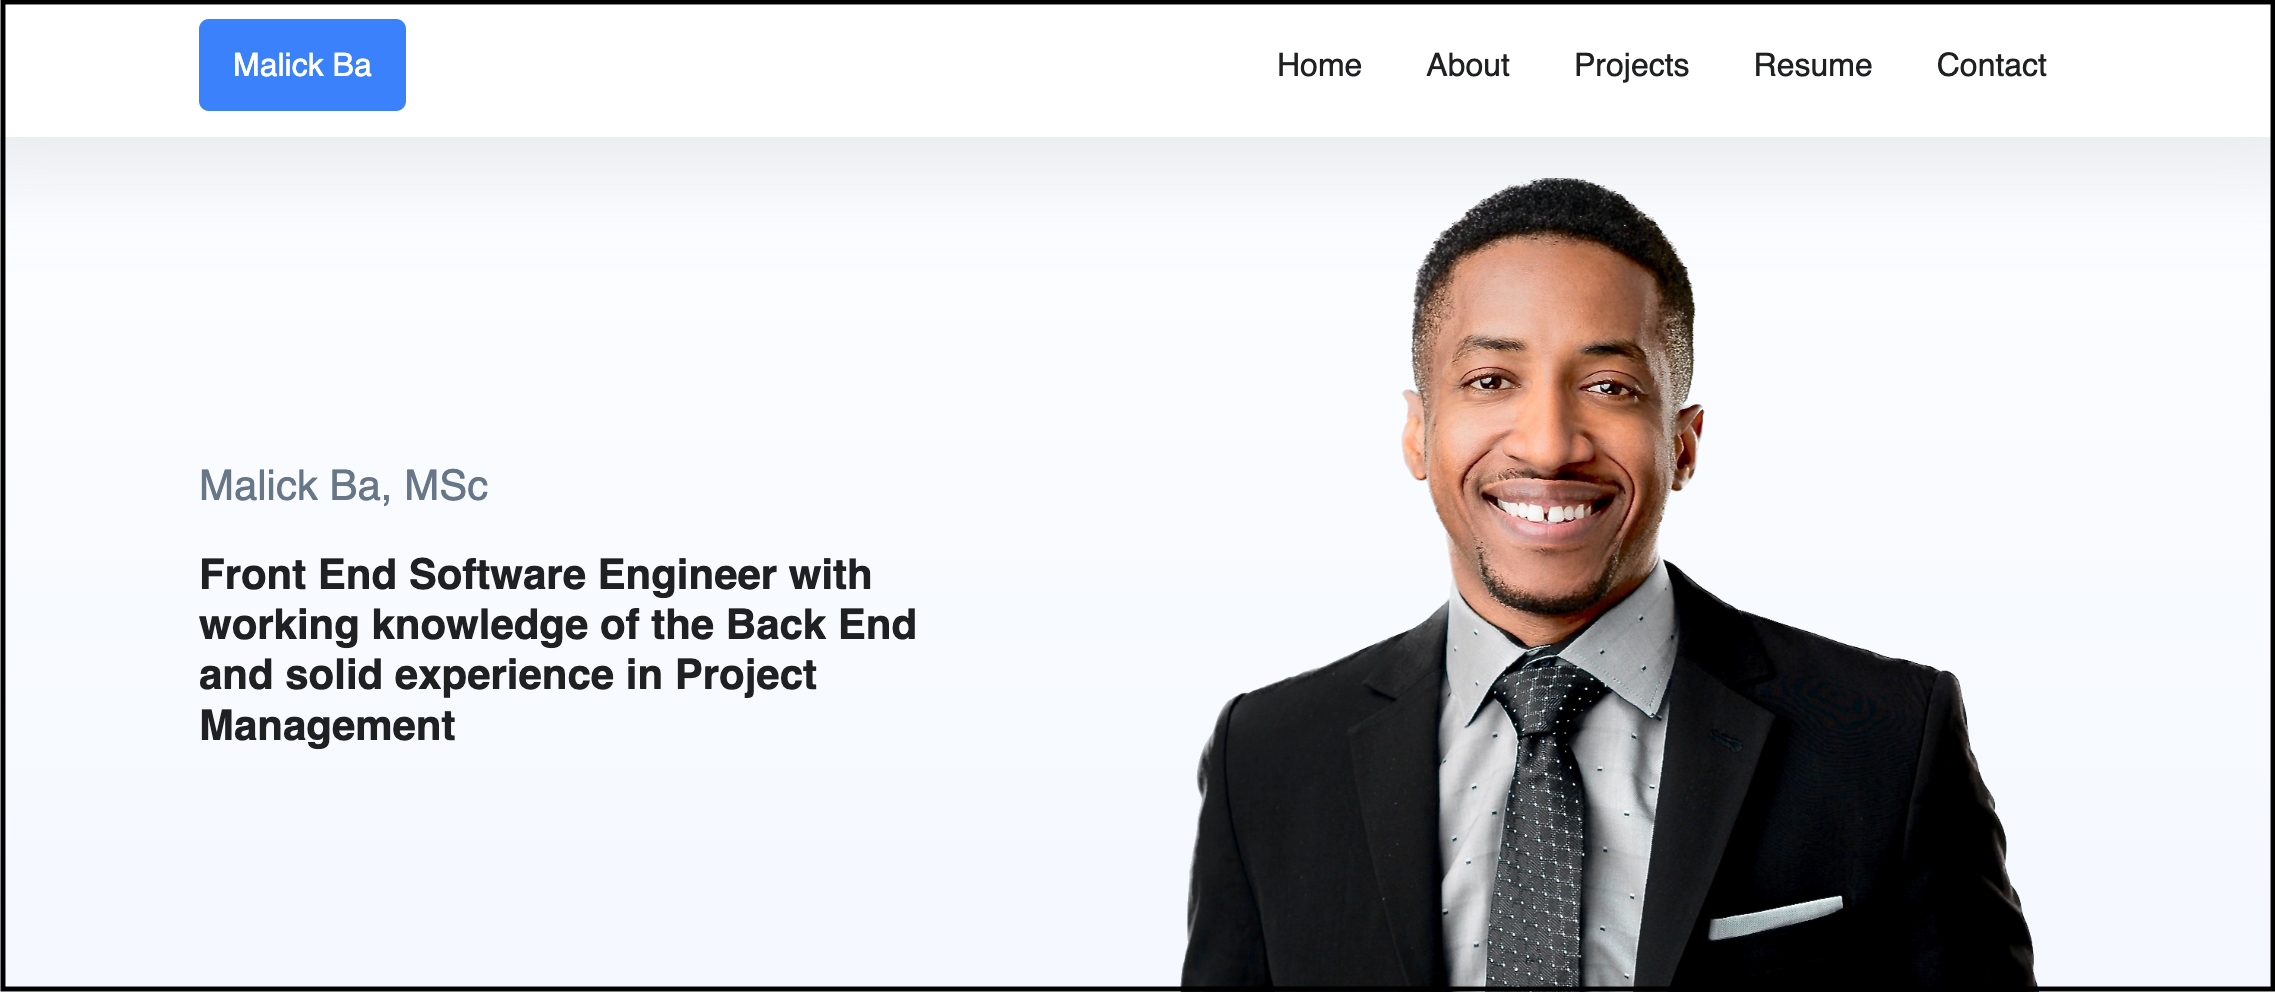 Malick Ba
Home About Projects Resume Contact
Malick Ba, MSc
Front End Software Engineer with
working knowledge of the Back End
and solid experience in Project
Management